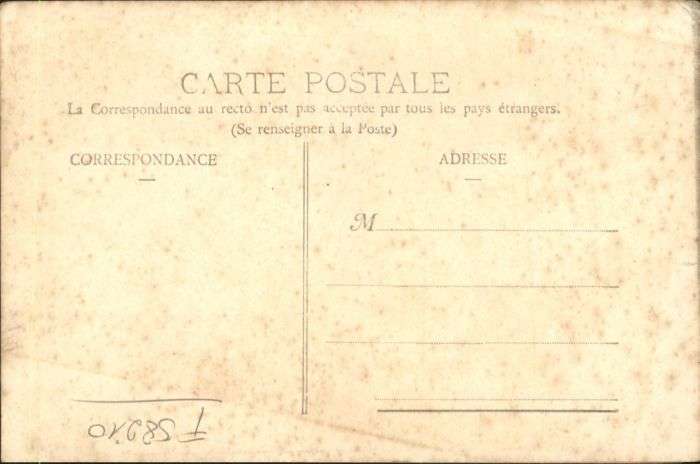 CARTE POSTALE
La Correspondance au recto n'est pas acceptée par tous les pays étrangers.
(Se renseigner à la Poste)
CORRESPONDANCE
ADRESSE
M